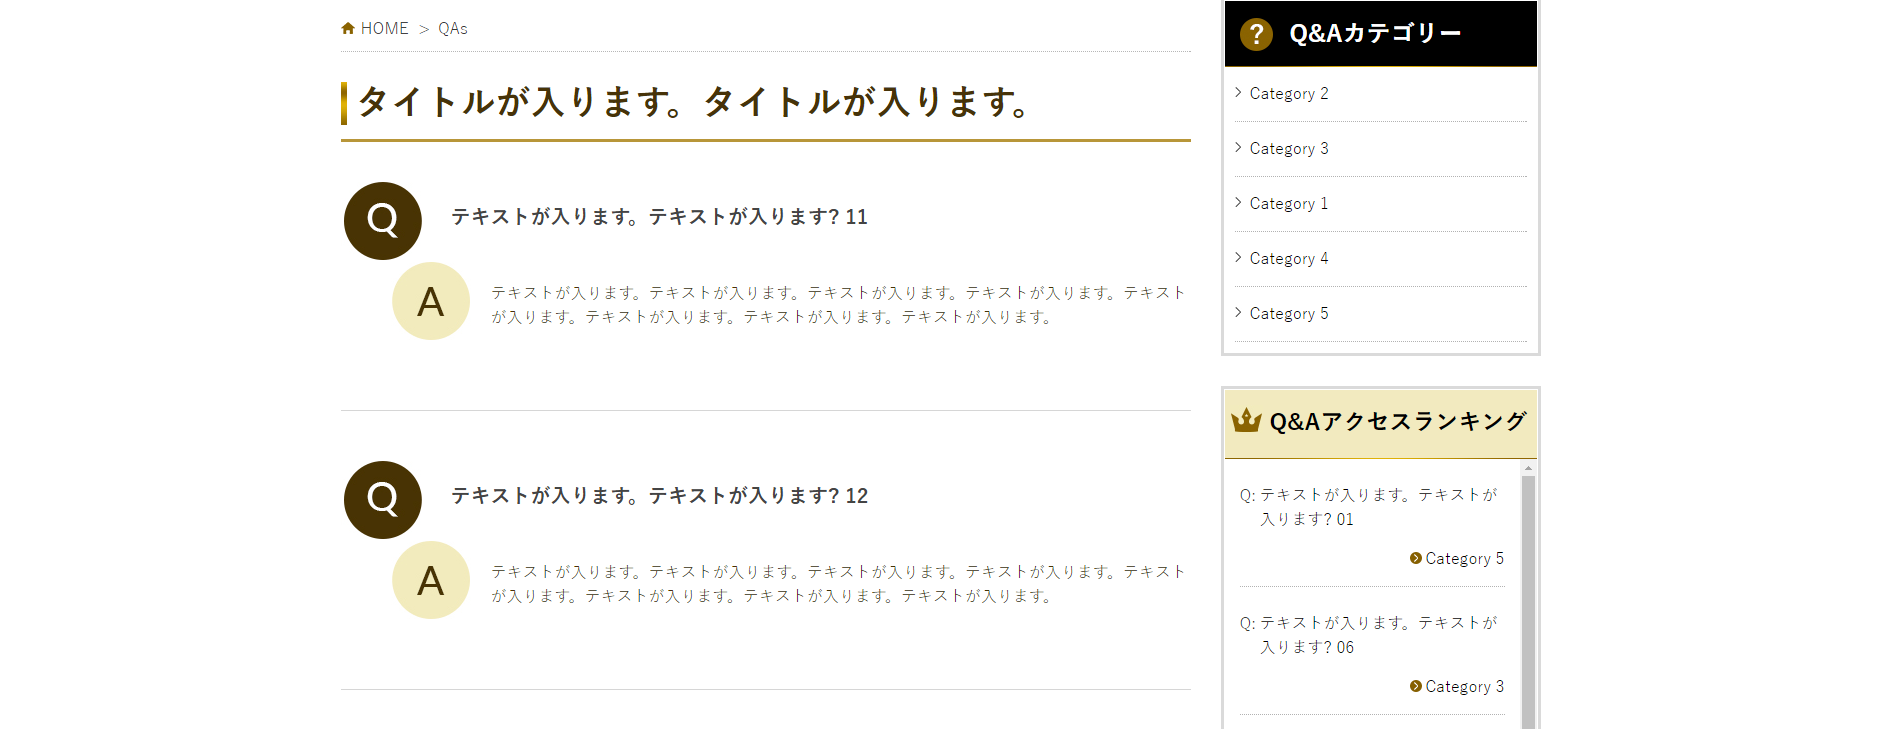 HOME > QAs
タイトルが入ります。タイトルが入ります。
Q
テキストが入ります。テキストが入ります? 11
A
テキストが入ります。テキストが入ります。テキストが入ります。テキストが入ります。テキスト
が入ります。テキストが入ります。テキストが入ります。テキストが入ります。
Q
テキストが入ります。テキストが入ります? 12
A
テキストが入ります。テキストが入ります。テキストが入ります。テキストが入ります。テキスト
が入ります。テキストが入ります。テキストが入ります。テキストが入ります。
? Q&Aカテゴリー
Category 2
Category 3
Category 1
Category 4
Category 5
Q&Aアクセスランキング
Q: テキストが入ります。テキストが
入ります? 01
Category 5
Q: テキストが入ります。テキストが
入ります? 06
Category 3